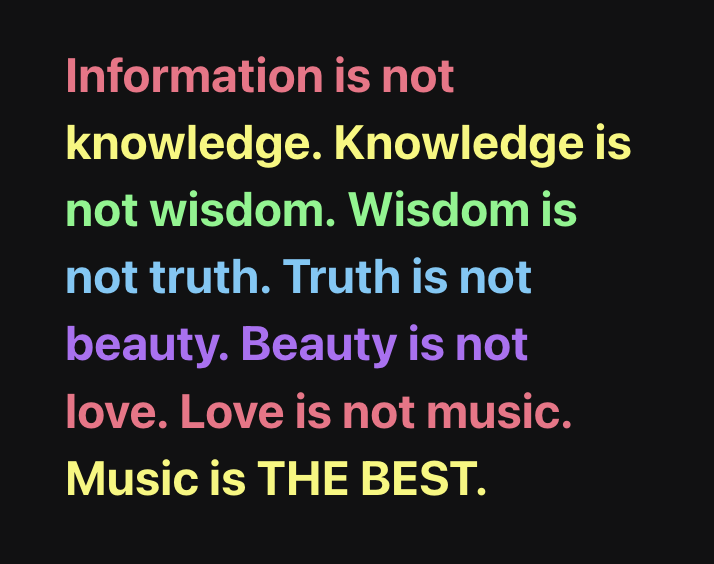 Information is not
knowledge. Knowledge is
not wisdom. Wisdom is
not truth. Truth is not
beauty. Beauty is not
love. Love is not music.
Music is THE BEST.